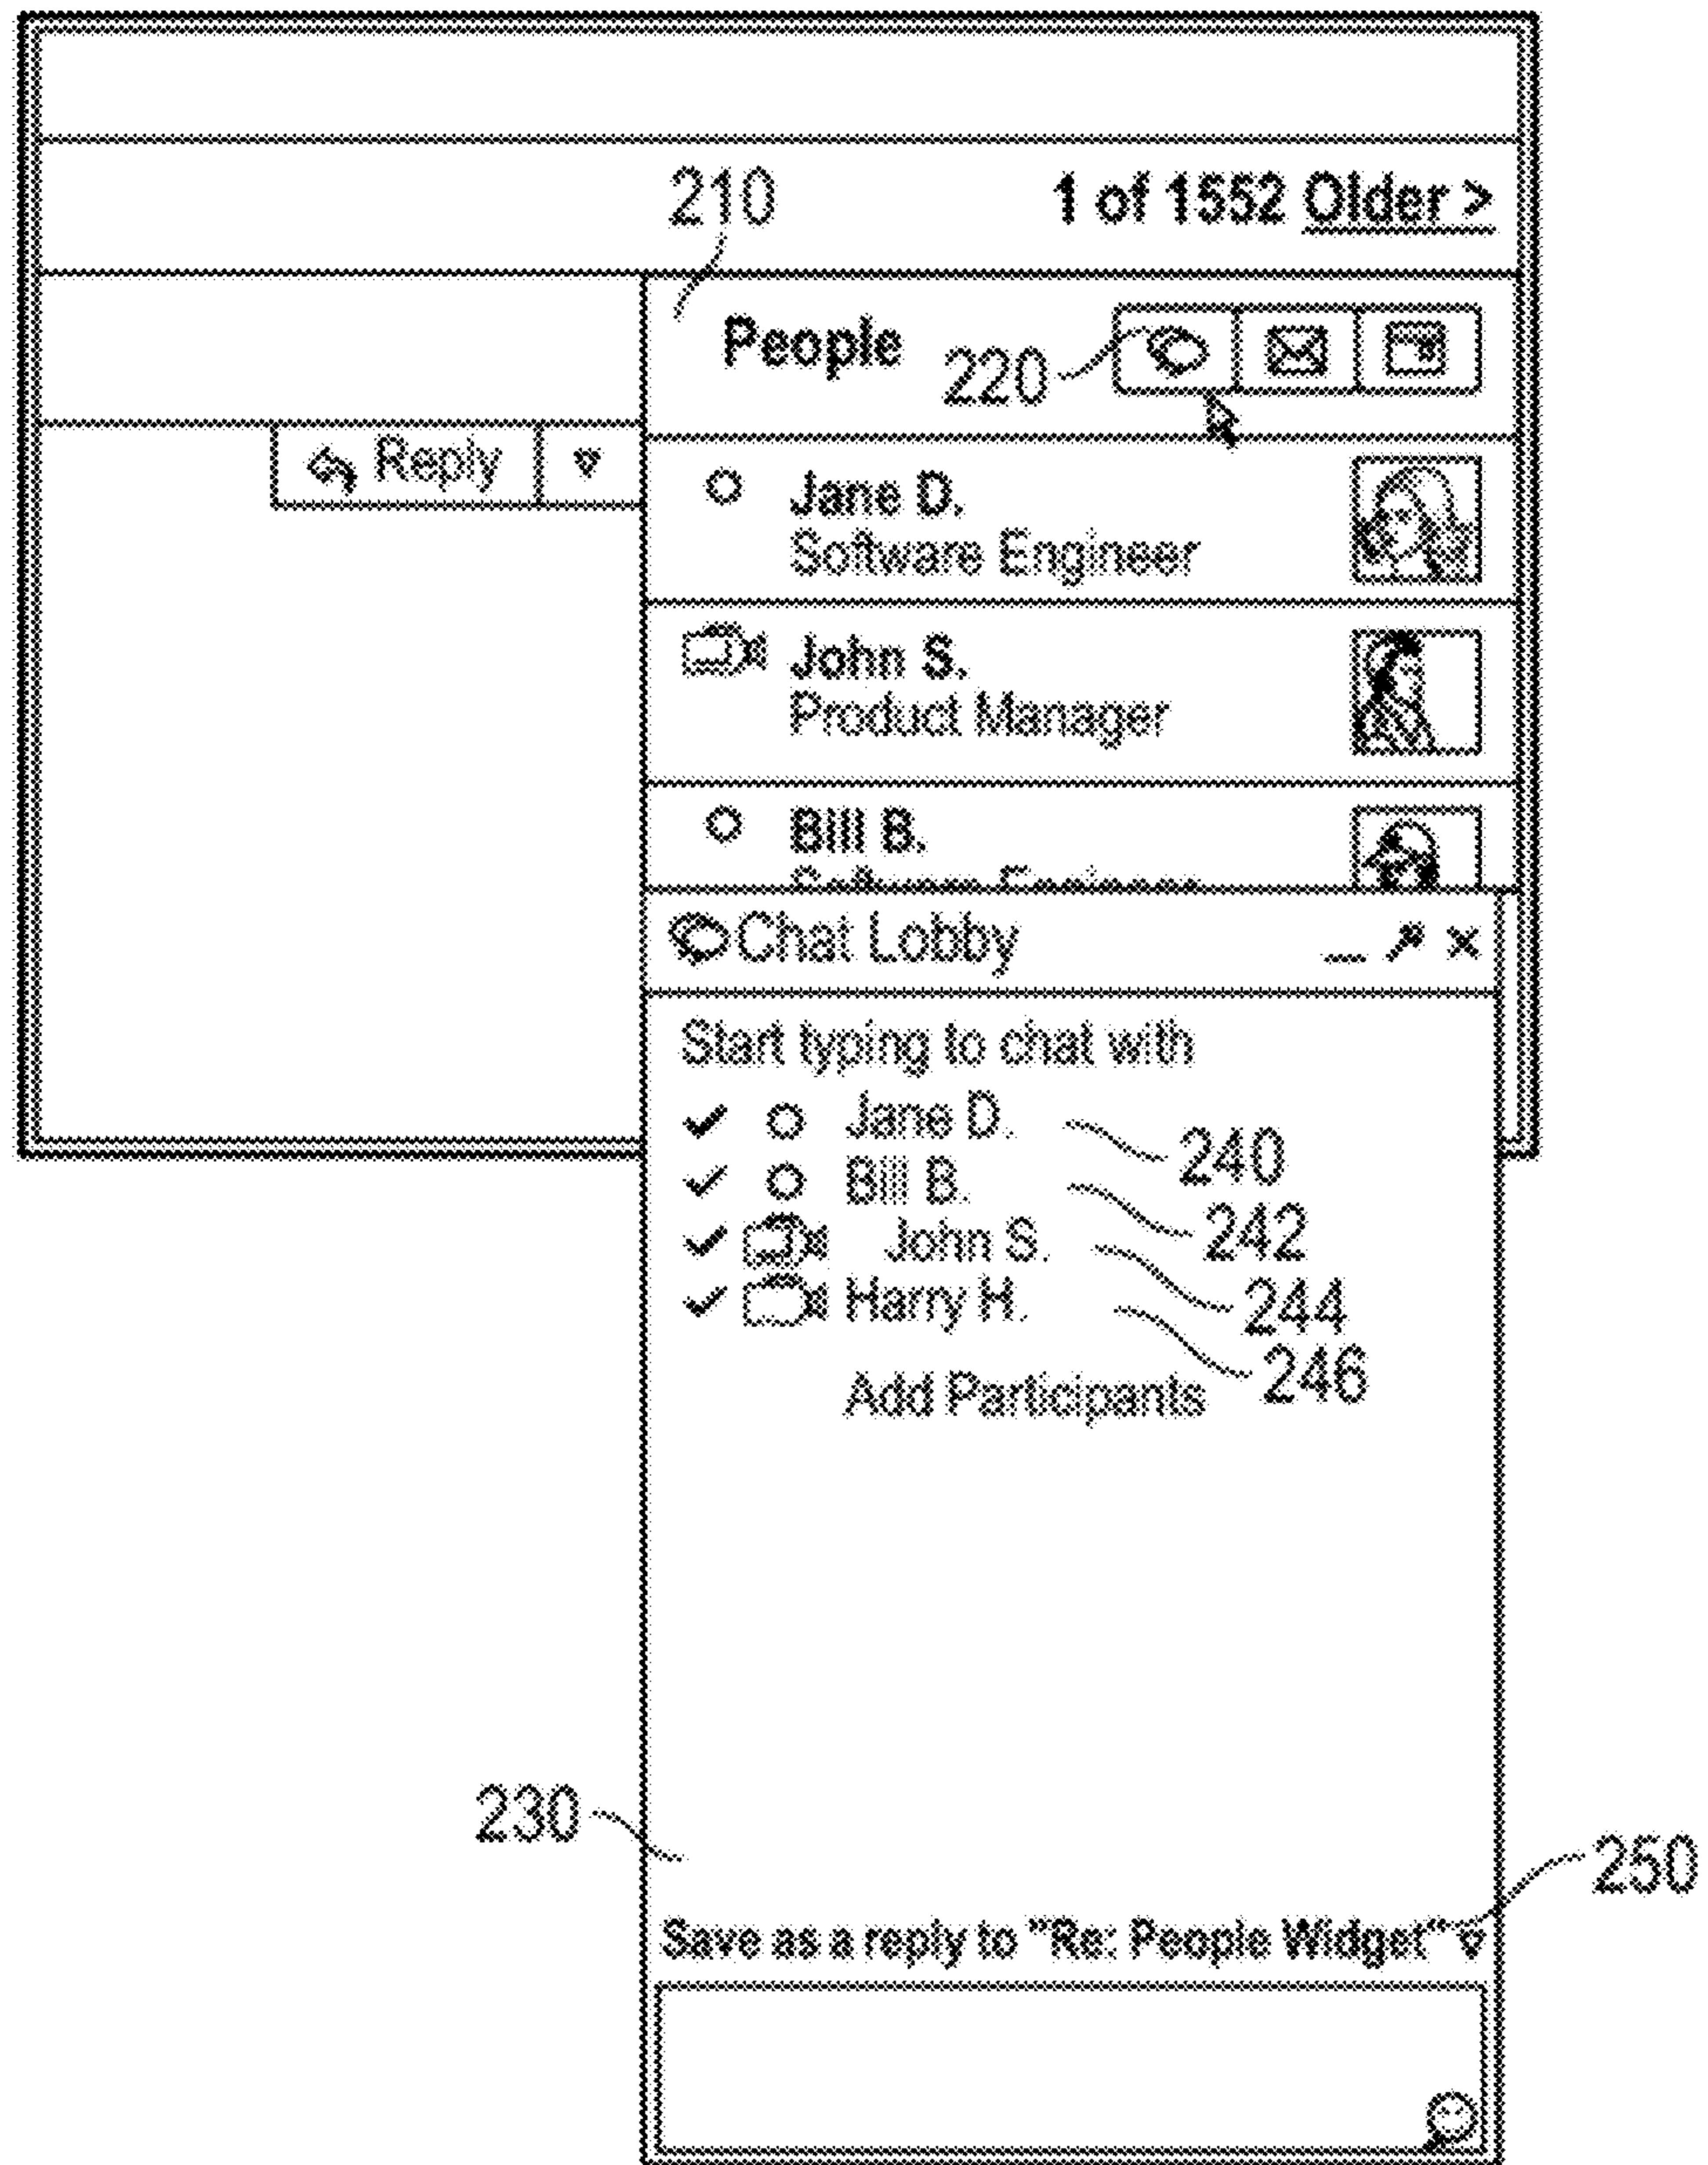 210
1 of 1552 Older >
People
220
Reply
Jane D.
Software Engineer
John S.
Product Manager
Bill B.
Software Engineer
Chat Lobby
Start typing to chat with
Jane D.
240
Bill B.
242
John S.
244
Harry H.
246
Add Participants
230
250
Save as a reply to "Re: People Widget"